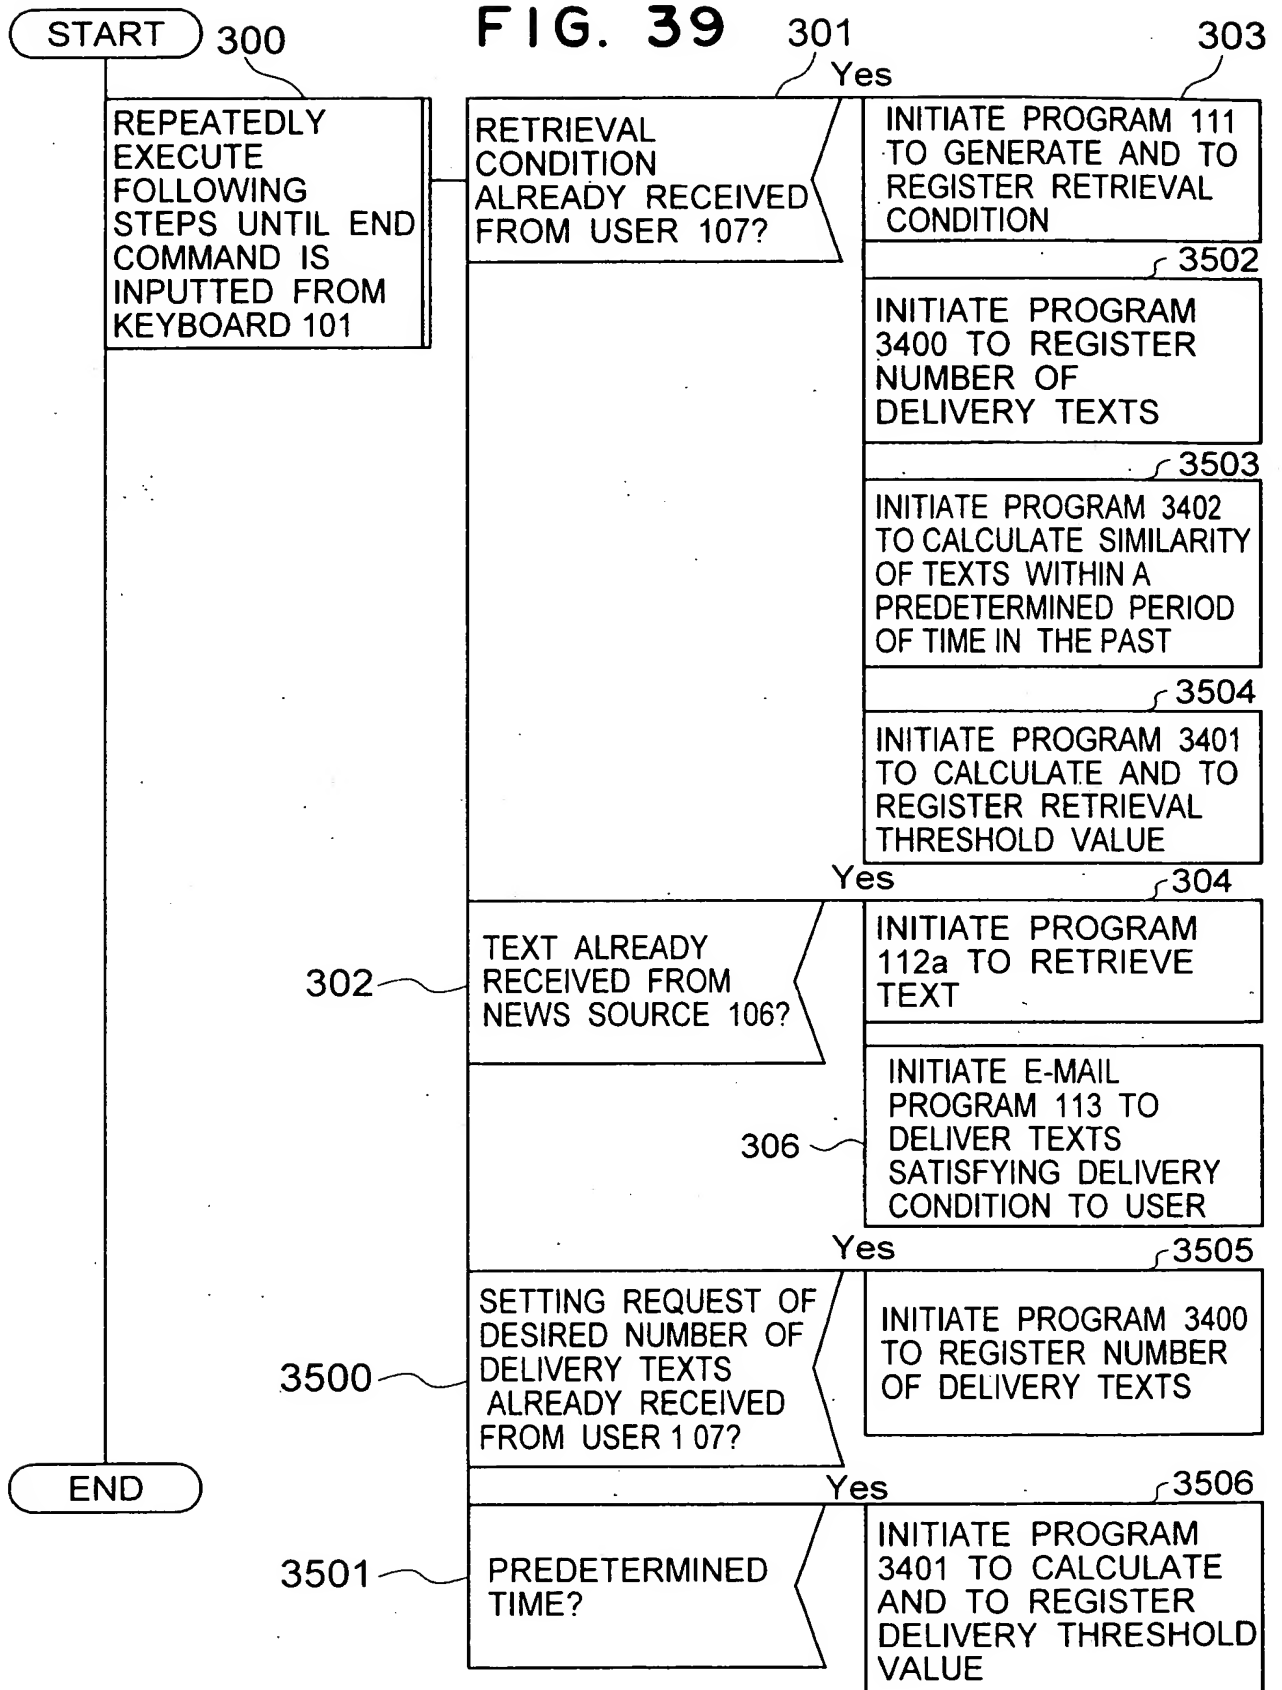 FIG. 39
START
300
REPEATEDLY
EXECUTE
FOLLOWING
STEPS UNTIL END
COMMAND IS
INPUTTED FROM
KEYBOARD 101
301
RETRIEVAL
CONDITION
ALREADY RECEIVED
FROM USER 107?
Yes
303
INITIATE PROGRAM 111
TO GENERATE AND TO
REGISTER RETRIEVAL
CONDITION
3502
INITIATE PROGRAM
3400 TO REGISTER
NUMBER OF
DELIVERY TEXTS
3503
INITIATE PROGRAM 3402
TO CALCULATE SIMILARITY
OF TEXTS WITHIN A
PREDETERMINED PERIOD
OF TIME IN THE PAST
3504
INITIATE PROGRAM 3401
TO CALCULATE AND TO
REGISTER RETRIEVAL
THRESHOLD VALUE
302
TEXT ALREADY
RECEIVED FROM
NEWS SOURCE 106?
Yes
304
INITIATE PROGRAM
112a TO RETRIEVE
TEXT
306
INITIATE E-MAIL
PROGRAM 113 TO
DELIVER TEXTS
SATISFYING DELIVERY
CONDITION TO USER
3500
SETTING REQUEST OF
DESIRED NUMBER OF
DELIVERY TEXTS
ALREADY RECEIVED
FROM USER 1 07?
Yes
3505
INITIATE PROGRAM 3400
TO REGISTER NUMBER
OF DELIVERY TEXTS
3501
PREDETERMINED
TIME?
Yes
3506
INITIATE PROGRAM
3401 TO CALCULATE
AND TO REGISTER
DELIVERY THRESHOLD
VALUE
END